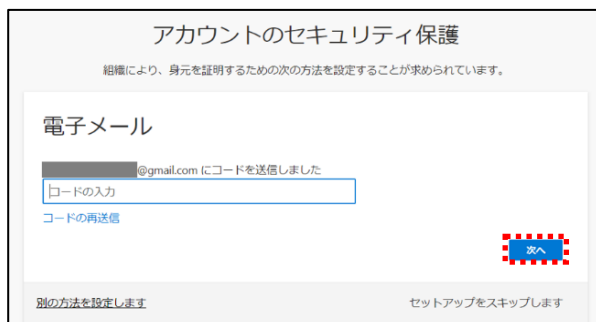 アカウントのセキュリティ保護
組織により、身元を証明するための次の方法を設定することが求められています。
電子メール
@gmail.com にコードを送信しました
コードの入力
コードの再送信
次へ
別の方法を設定します セットアップをスキップします